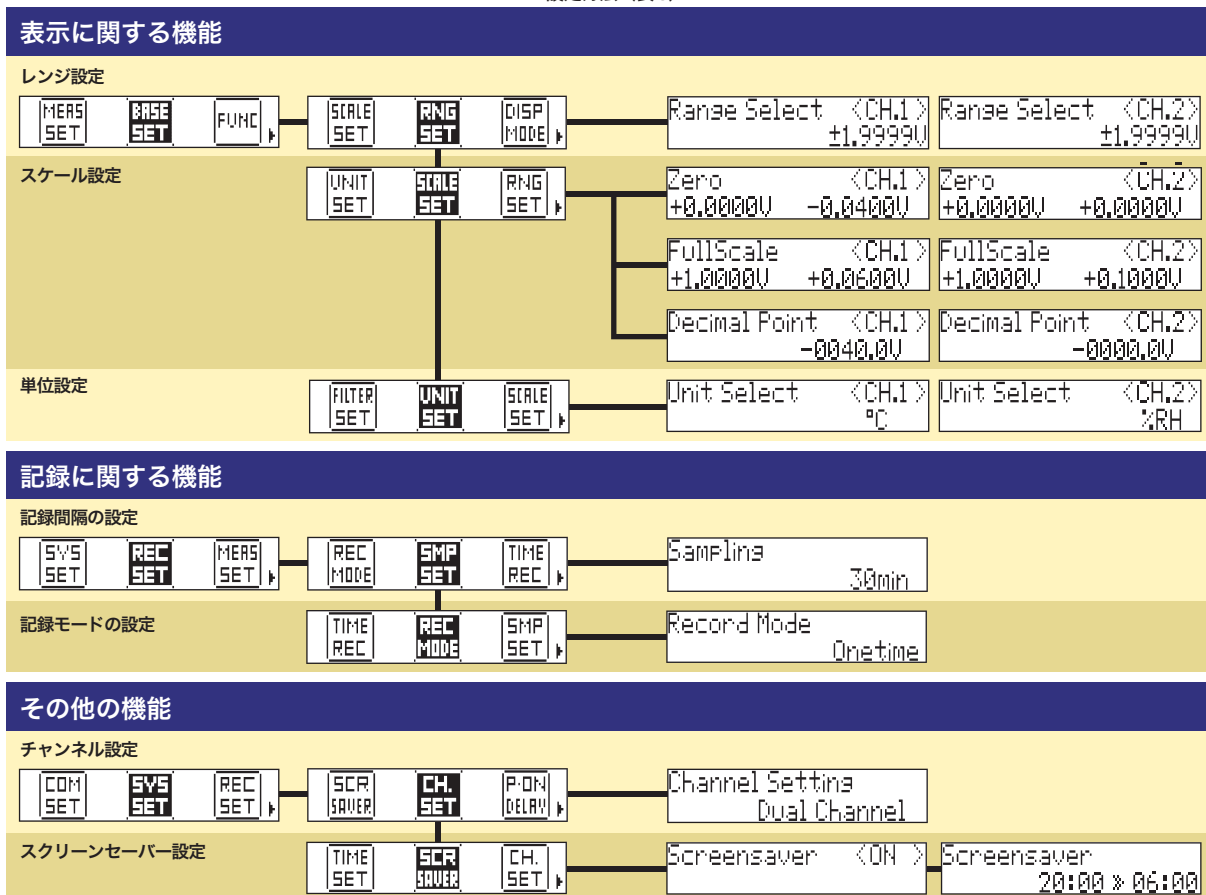 表示に関する機能
レンジ設定
MEAS SET BASE SET FUNC SCALE SET RNG SET DISP MODE Range Select <CH.1> ±1.9999V Range Select <CH.2> ±1.9999V
スケール設定
UNIT SET SCALE SET RNG SET Zero <CH.1> +0.0000V -0.0400V Zero <CH.2> +0.0000V +0.0000V
FullScale <CH.1> +1.0000V +0.0600V FullScale <CH.2> +1.0000V +0.1000V
Decimal Point <CH.1> -0040.0V Decimal Point <CH.2> -0000.0V
単位設定
FILTER SET UNIT SET SCALE SET Unit Select <CH.1> °C Unit Select <CH.2> %RH
記録に関する機能
記録間隔の設定
SYS SET REC SET MEAS SET REC MODE SMP SET TIME REC Sampling 30min
記録モードの設定
TIME REC REC MODE SMP SET Record Mode Onetime
その他の機能
チャンネル設定
COM SET SYS SET REC SET SCR SAVER CH. SET P-ON DELAY Channel Setting Dual Channel
スクリーンセーバー設定
TIME SET SCR SAVER CH. SET Screensaver <ON > Screensaver 20:00 » 06:00